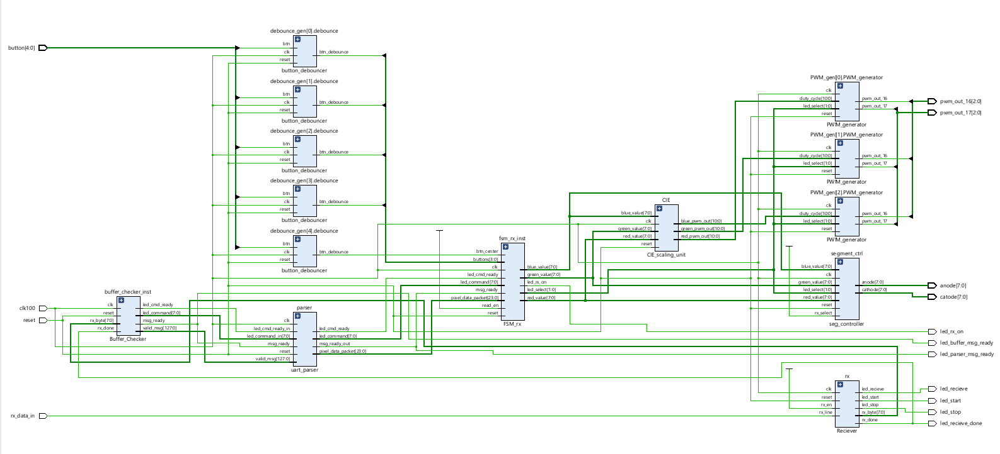 button[4:0]
clk100
reset
rx_data_in
debounce_gen[0].debounce
btn
clk
reset
btn_debounce
button_debouncer
debounce_gen[1].debounce
btn
clk
reset
btn_debounce
button_debouncer
debounce_gen[2].debounce
btn
clk
reset
btn_debounce
button_debouncer
debounce_gen[3].debounce
btn
clk
reset
btn_debounce
button_debouncer
debounce_gen[4].debounce
btn
clk
reset
btn_debounce
button_debouncer
buffer_checker_inst
clk
reset
rx_byte[7:0]
rx_done
led_cmd_ready
led_command[7:0]
msg_ready
valid_msg[127:0]
Buffer_Checker
parser
clk
led_cmd_ready_in
led_command_in[7:0]
msg_ready
reset
valid_msg[127:0]
led_cmd_ready
led_command[7:0]
msg_ready_out
pixel_data_packet[23:0]
uart_parser
fsm_rx_inst
btn_center
buttons[3:0]
clk
led_cmd_ready
led_command[7:0]
msg_ready
pixel_data_packet[23:0]
read_en
reset
blue_value[7:0]
green_value[7:0]
led_rx_on
led_select[1:0]
red_value[7:0]
FSM_rx
CIE
blue_value[7:0]
clk
green_value[7:0]
red_value[7:0]
reset
blue_pwm_out[10:0]
green_pwm_out[10:0]
red_pwm_out[10:0]
CIE_scaling_unit
PWM_gen[0].PWM_generator
clk
duty_cycle[10:0]
led_select[1:0]
reset
pwm_out_16
pwm_out_17
PWM_generator
PWM_gen[1].PWM_generator
clk
duty_cycle[10:0]
led_select[1:0]
reset
pwm_out_16
pwm_out_17
PWM_generator
PWM_gen[2].PWM_generator
clk
duty_cycle[10:0]
led_select[1:0]
reset
pwm_out_16
pwm_out_17
PWM_generator
segment_ctrl
blue_value[7:0]
clk
green_value[7:0]
led_select[1:0]
red_value[7:0]
reset
rx_select
anode[7:0]
cathode[7:0]
seg_controller
rx
clk
reset
rx_en
rx_line
led_recieve
led_start
led_stop
rx_byte[7:0]
rx_done
Reciever
pwm_out_16[2:0]
pwm_out_17[2:0]
anode[7:0]
catode[7:0]
led_rx_on
led_buffer_msg_ready
led_parser_msg_ready
led_recieve
led_start
led_stop
led_recieve_done